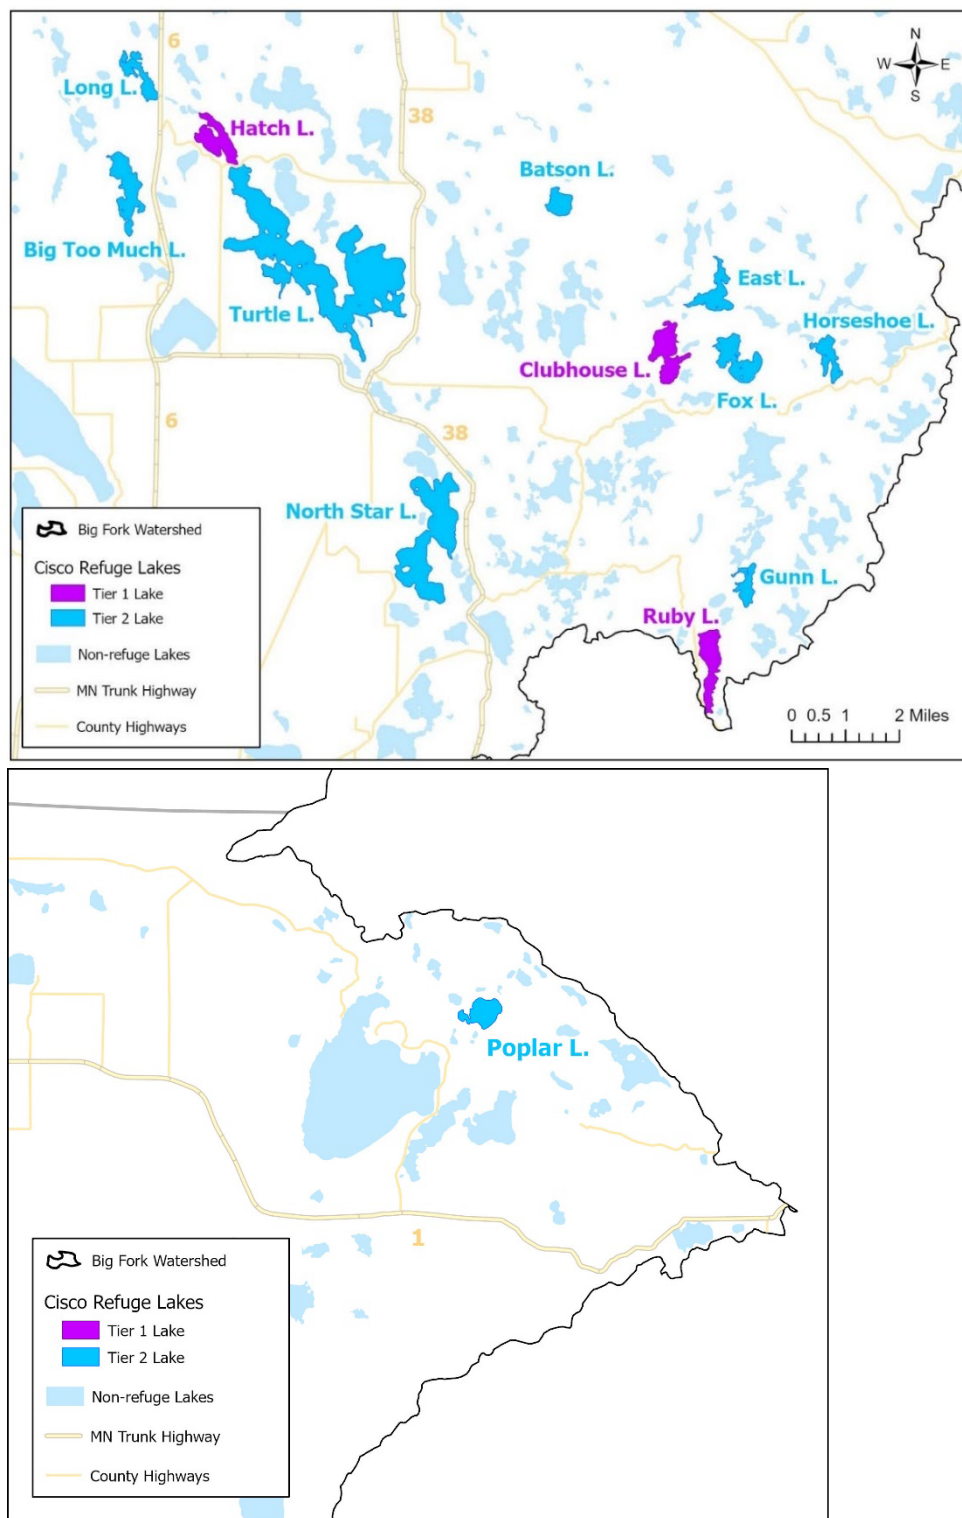 6
Long L.
Hatch L.
38
N
W E
S
Batson L.
Big Too Much L.
East L.
Turtle L.
Horseshoe L.
Clubhouse L.
Fox L.
6
38
North Star L.
Gunn L.
Ruby L.
Big Fork Watershed
Cisco Refuge Lakes
Tier 1 Lake
Tier 2 Lake
Non-refuge Lakes
MN Trunk Highway
County Highways
0 0.5 1 2 Miles
Poplar L.
1
Big Fork Watershed
Cisco Refuge Lakes
Tier 1 Lake
Tier 2 Lake
Non-refuge Lakes
MN Trunk Highway
County Highways